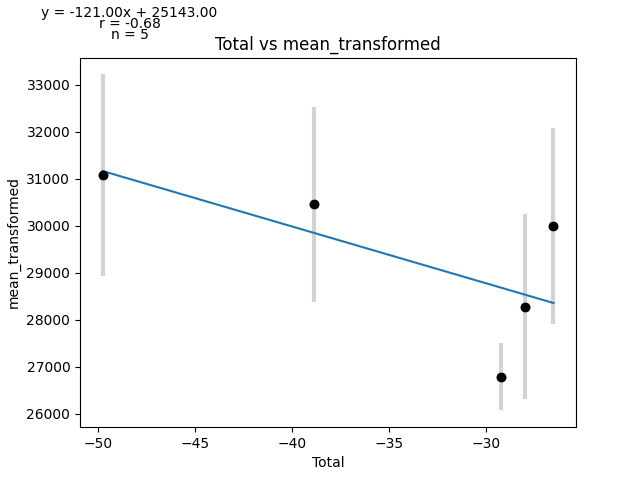 y = -121.00x + 25143.00
r = -0.68
n = 5
Total vs mean_transformed
33000
32000
31000
30000
29000
28000
27000
26000
mean_transformed
−50
−45
−40
−35
−30
Total